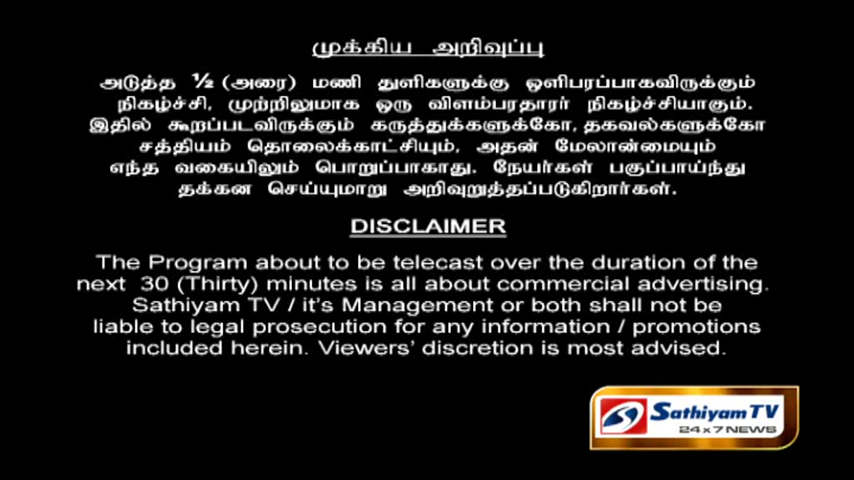 முக்கிய அறிவுப்பு
அடுத்த ½ (அரை) மணி துளிகளுக்கு ஒளிபரப்பாகவிருக்கும்
நிகழ்ச்சி, முற்றிலுமாக ஒரு விளம்பரதாரர் நிகழ்ச்சியாகும்.
இதில் கூறப்படவிருக்கும் கருத்துக்களுக்கோ, தகவல்களுக்கோ
சத்தியம் தொலைக்காட்சியும், அதன் மேலான்மையும்
எந்த வகையிலும் பொறுப்பாகாது. நேயர்கள் பகுப்பாய்ந்து
தக்கன செய்யுமாறு அறிவுறுத்தப்படுகிறார்கள்.
DISCLAIMER
The Program about to be telecast over the duration of the
next 30 (Thirty) minutes is all about commercial advertising.
Sathiyam TV / it's Management or both shall not be
liable to legal prosecution for any information / promotions
included herein. Viewers' discretion is most advised.
Sathiyam TV
24x7 NEWS